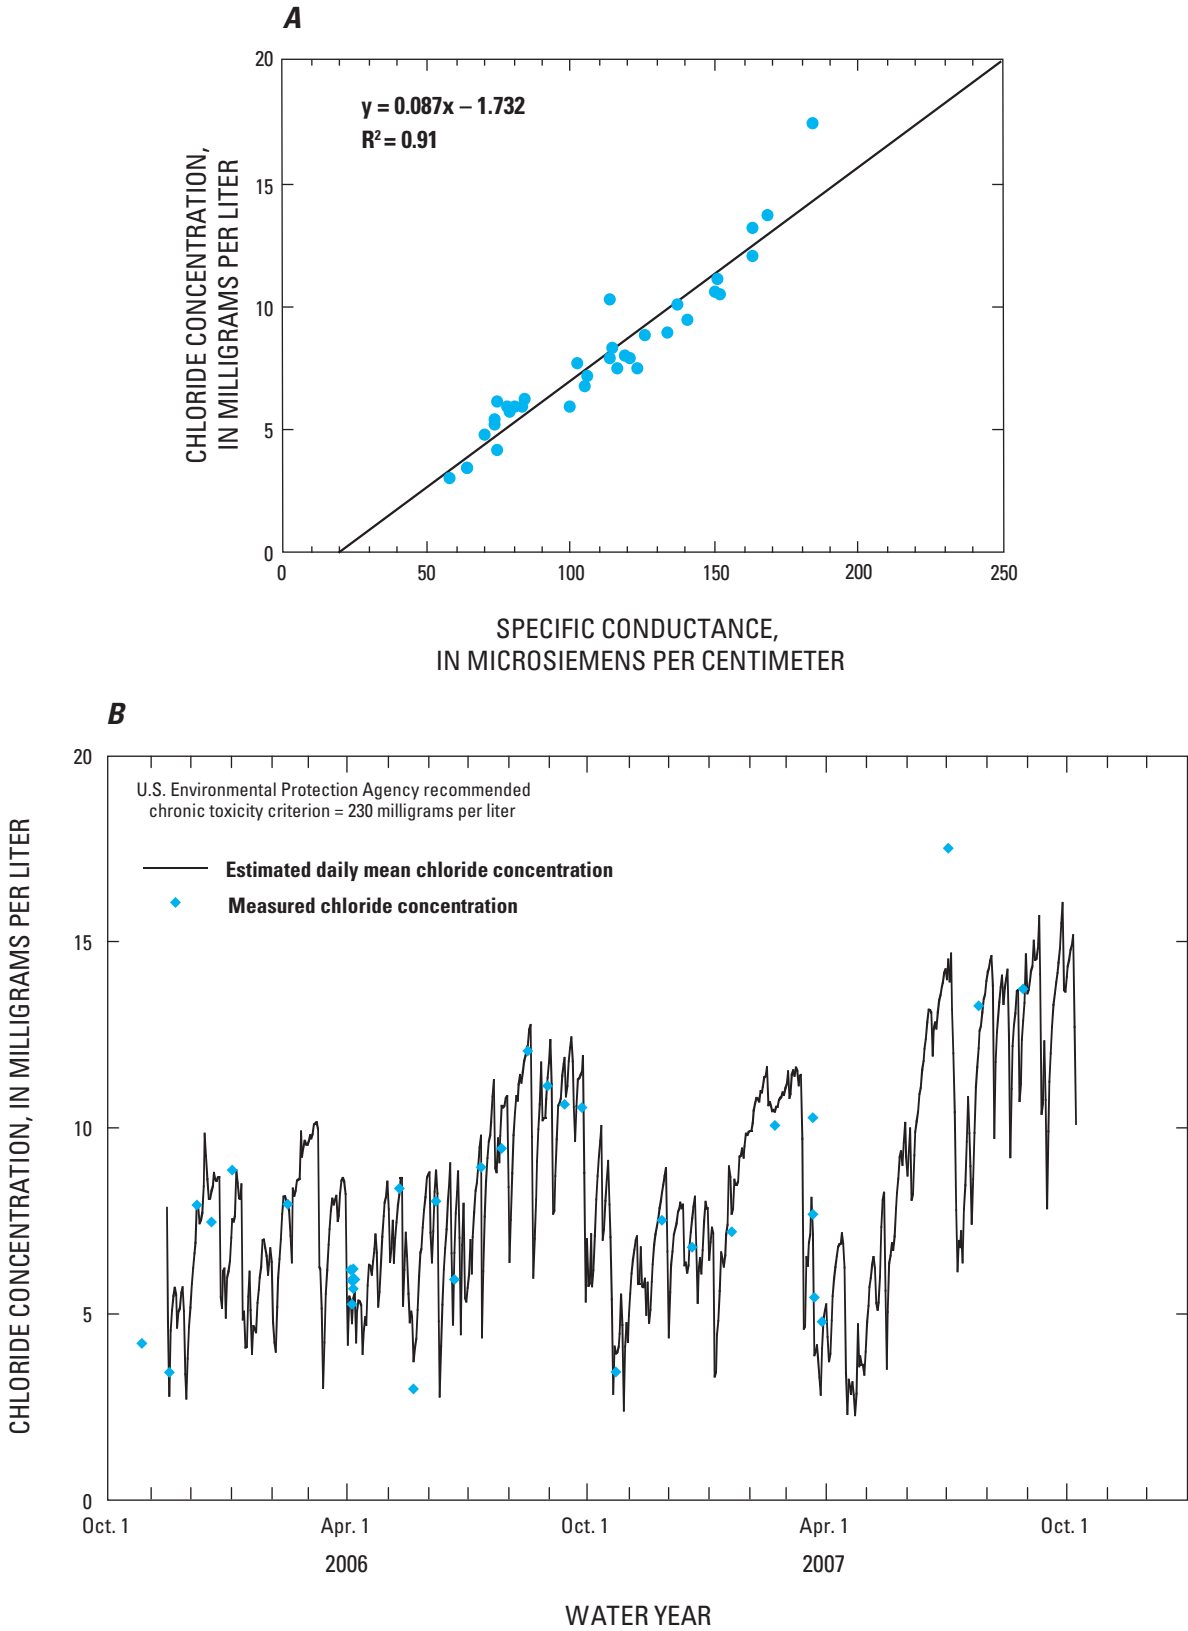 A
20
15
10
5
0
y = 0.087x – 1.732
R² = 0.91
CHLORIDE CONCENTRATION,
IN MILLIGRAMS PER LITER
0 50 100 150 200 250
SPECIFIC CONDUCTANCE,
IN MICROSIEMENS PER CENTIMETER
B
20
15
10
5
0
U.S. Environmental Protection Agency recommended
chronic toxicity criterion = 230 milligrams per liter
Estimated daily mean chloride concentration
Measured chloride concentration
CHLORIDE CONCENTRATION, IN MILLIGRAMS PER LITER
Oct. 1 Apr. 1 Oct. 1 Apr. 1 Oct. 1
2006 2007
WATER YEAR